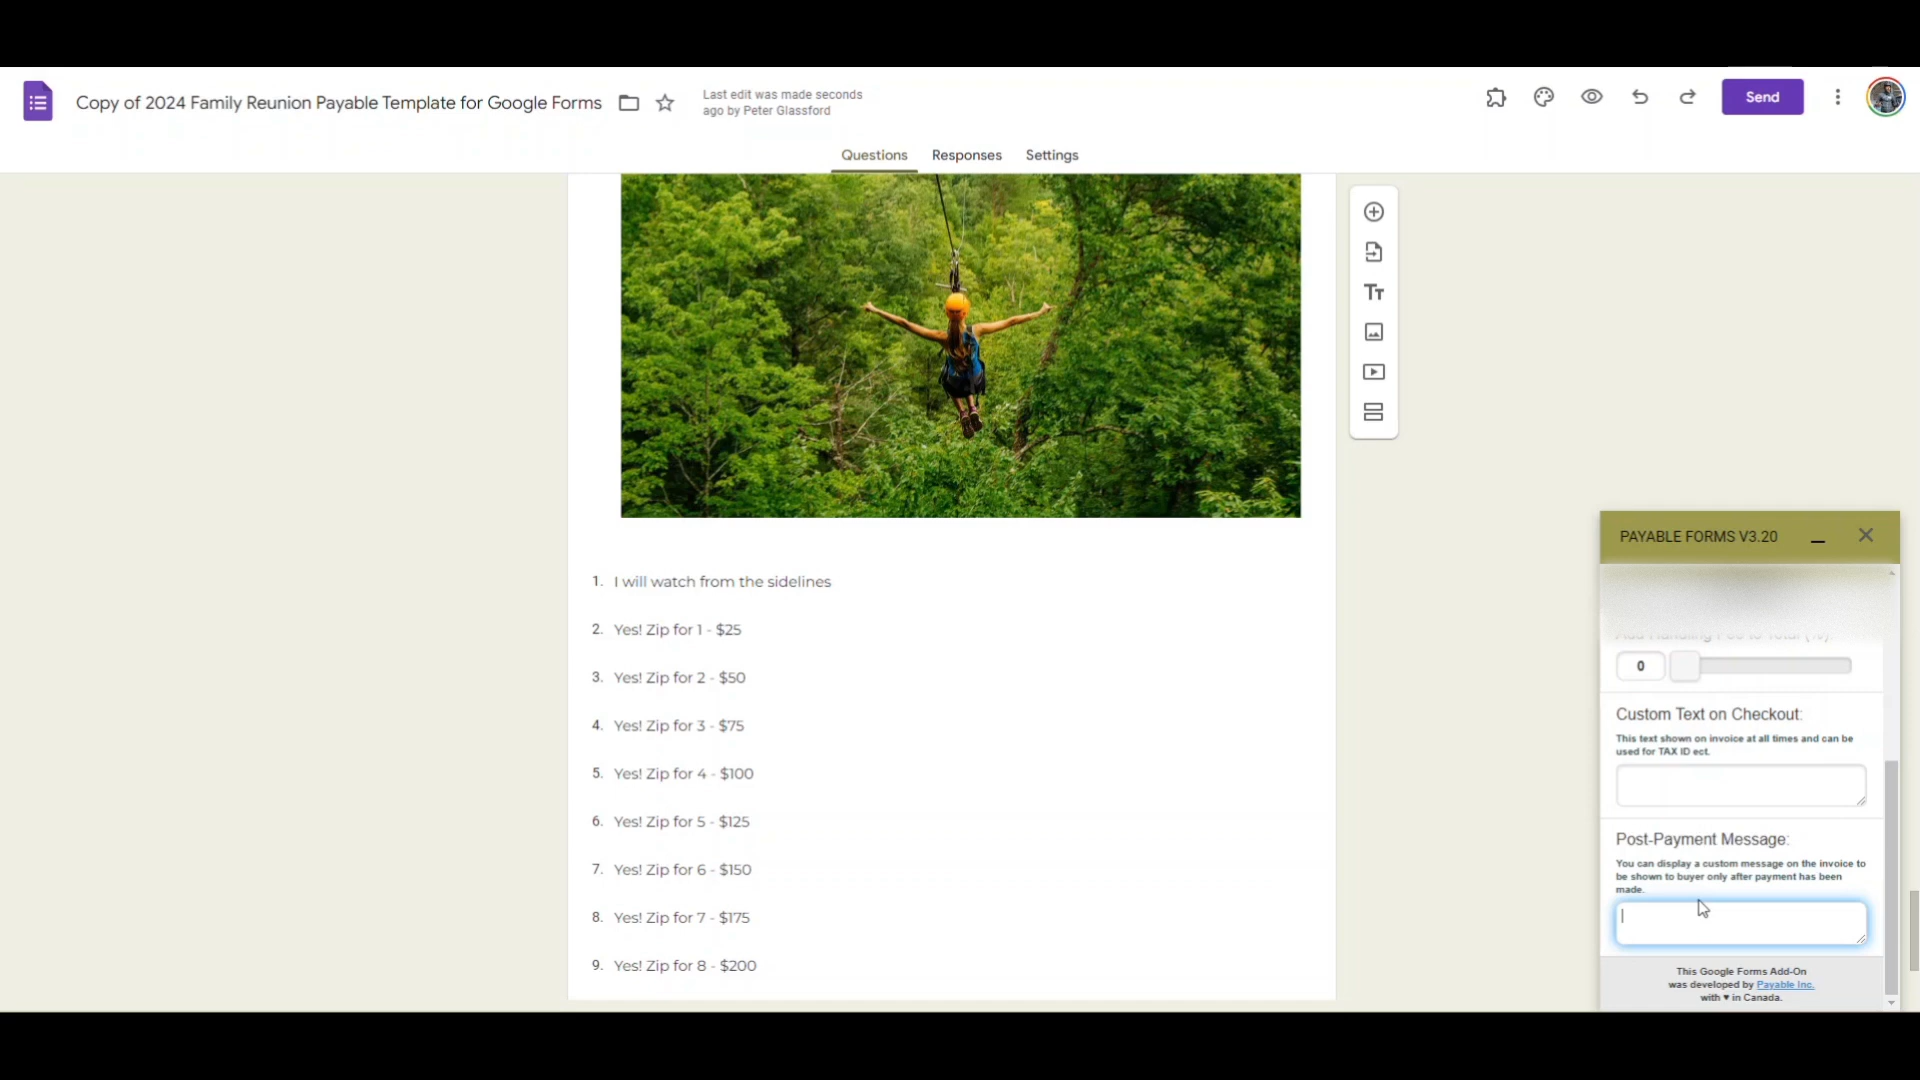 Copy of 2024 Family Reunion Payable Template for Google Forms
Last edit was made seconds
ago by Peter Glassford
Send
Questions
Responses
Settings
1. I will watch from the sidelines
2. Yes! Zip for 1 - $25
3. Yes! Zip for 2 - $50
4. Yes! Zip for 3 - $75
5. Yes! Zip for 4 - $100
6. Yes! Zip for 5 - $125
7. Yes! Zip for 6 - $150
8. Yes! Zip for 7 - $175
9. Yes! Zip for 8 - $200
PAYABLE FORMS V3.20
Add Handling Fee to Total (%):
0
Custom Text on Checkout:
This text shown on invoice at all times and can be
used for TAX ID ect.
Post-Payment Message:
You can display a custom message on the invoice to
be shown to buyer only after payment has been
made.
This Google Forms Add-On
was developed by Payable Inc.
with ♥ in Canada.